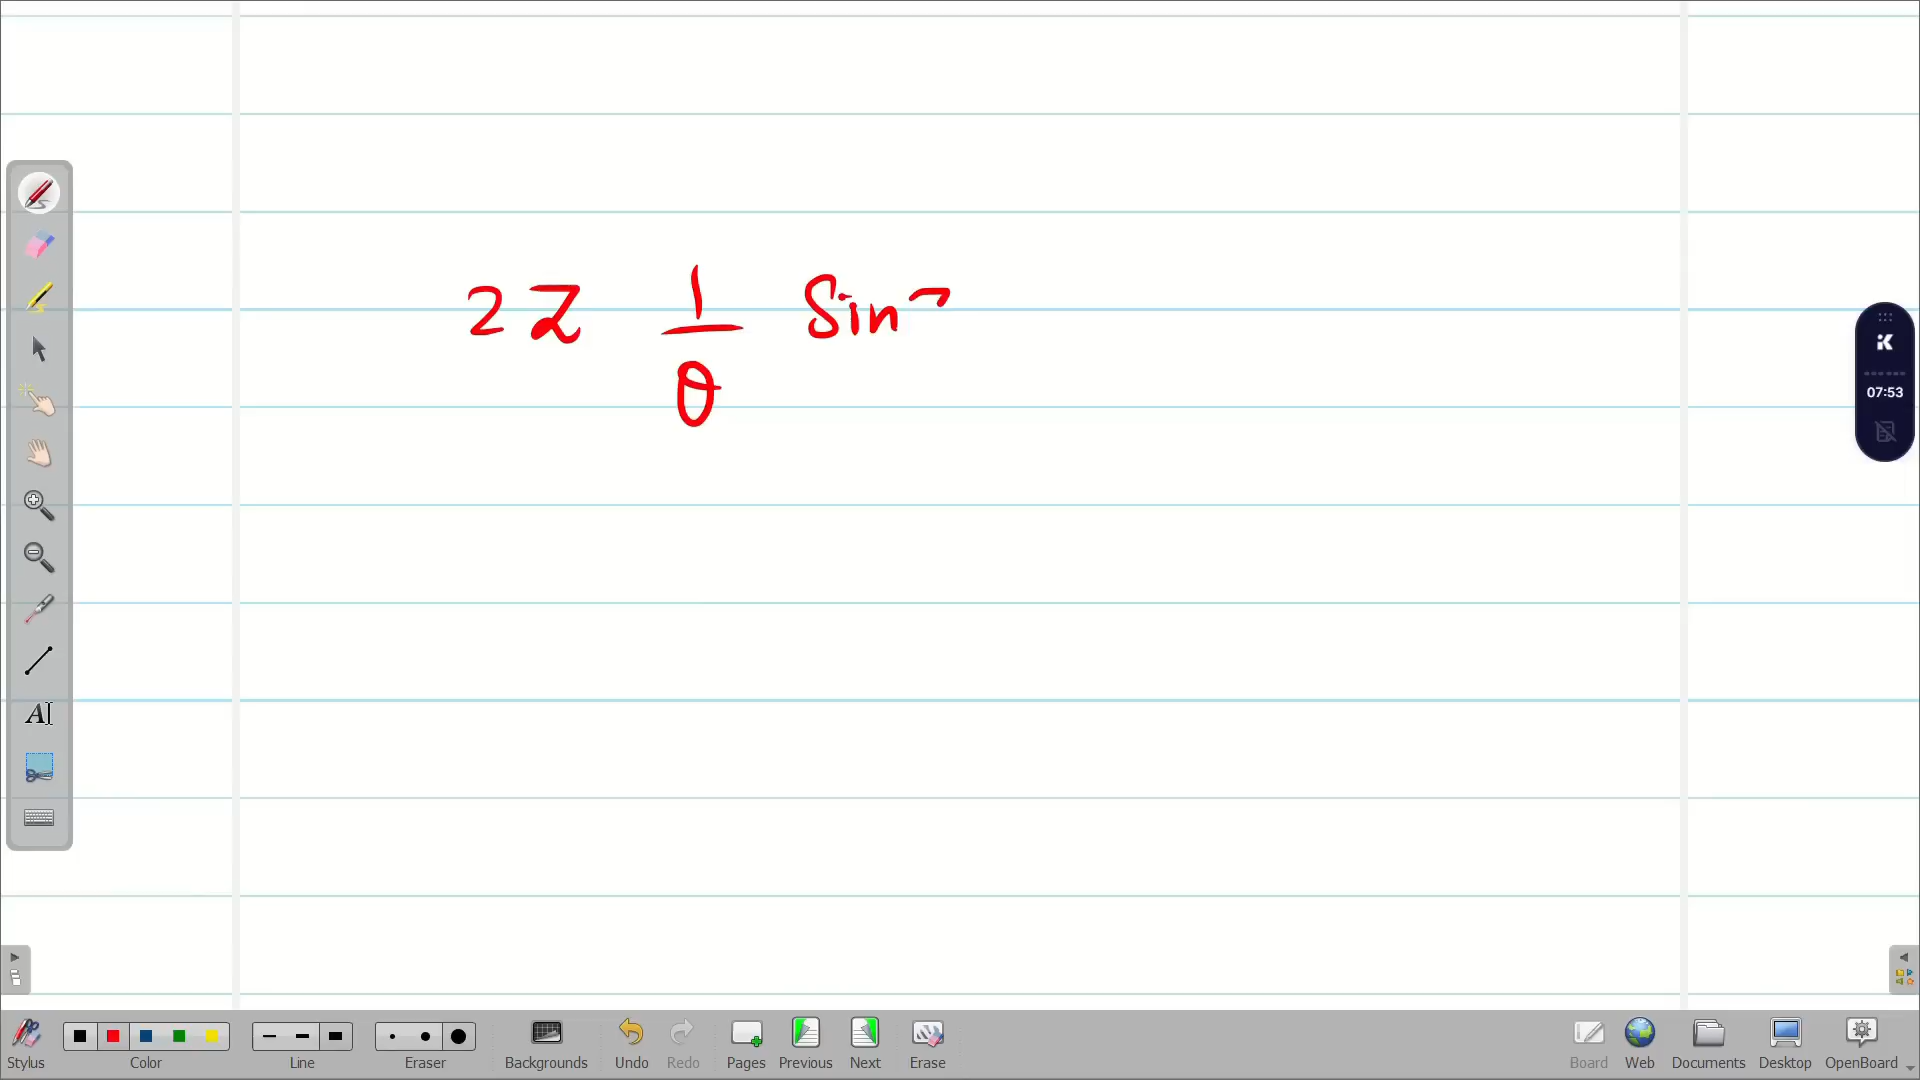 2 Z 1/θ Sin
07:53
Stylus Color Line Eraser Backgrounds Undo Redo Pages Previous Next Erase Board Web Documents Desktop OpenBoard